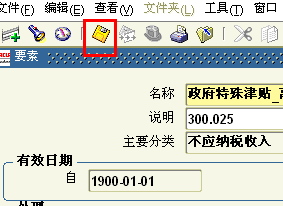 文件(F) 编辑(E) 查看(V) 文件夹(L) 工具(T) 窗口
要素
名称 政府特殊津贴_
说明 300.025
主要分类 不应纳税收入
有效日期
自 1900-01-01